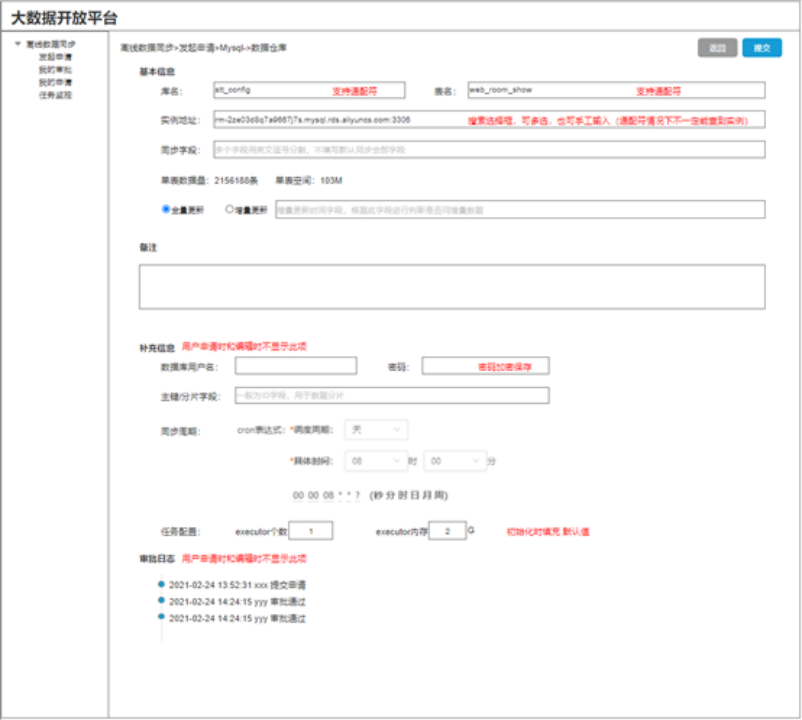 大数据开放平台
离线数据同步
发起申请
我的审批
我的申请
任务监控
离线数据同步>发起申请>Mysql->数据仓库
返回 提交
基本信息
库名: stt_config 支持通配符 表名: web_room_show 支持通配符
实例地址: rm-2ze03d8q7a9667j7s.mysql.rds.aliyuncs.com:3306 搜索选择框，可多选、也可手工输入（通配符情况下不一定能查到实例）
同步字段: 多个字段用英文逗号分割，不填写默认同步全部字段
单表数据量: 2156188条 单表空间: 103M
全量更新 增量更新 增量更新时间字段，根据此字段进行判断是否问增量数据
备注
补充信息 用户申请时和编辑时不显示此项
数据库用户名: 密码: 密码加密保存
主键/分片字段: 一般为ID字段，用于数据分片
同步周期: cron表达式: *调度周期: 天
*具体时间: 08 时 00 分
00 00 08 * * ? (秒 分 时 日 月 周)
任务配置: executor个数 1 executor内存 2 G 初始化时填充 默认值
审批日志 用户申请时和编辑时不显示此项
2021-02-24 13:52:31 xxx 提交申请
2021-02-24 14:24:15 yyy 审批通过
2021-02-24 14:24:15 yyy 审批通过